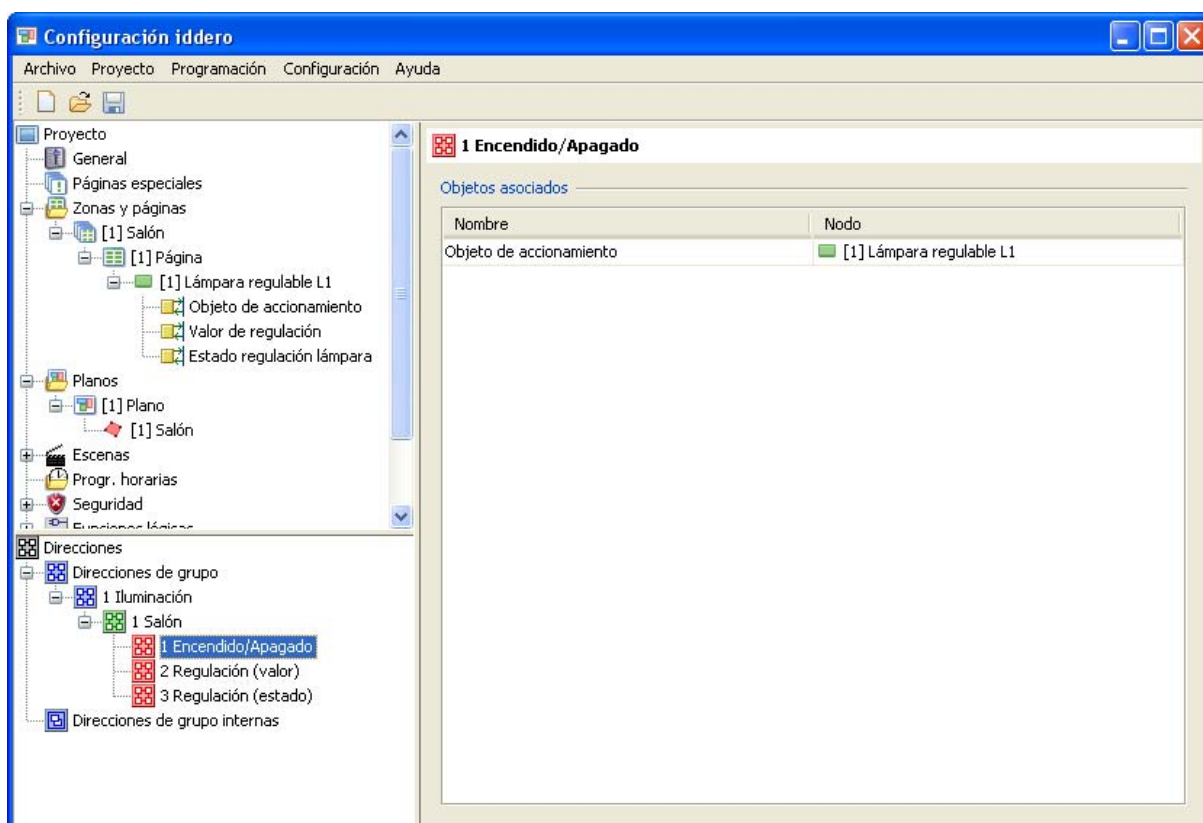 Configuración iddero
Archivo Proyecto Programación Configuración Ayuda
Proyecto
General
Páginas especiales
Zonas y páginas
[1] Salón
[1] Página
[1] Lámpara regulable L1
Objeto de accionamiento
Valor de regulación
Estado regulación lámpara
Planos
[1] Plano
[1] Salón
Escenas
Progr. horarias
Seguridad
Funciones lógicas
Direcciones
Direcciones de grupo
1 Iluminación
1 Salón
1 Encendido/Apagado
2 Regulación (valor)
3 Regulación (estado)
Direcciones de grupo internas
1 Encendido/Apagado
Objetos asociados
Nombre Nodo
Objeto de accionamiento [1] Lámpara regulable L1